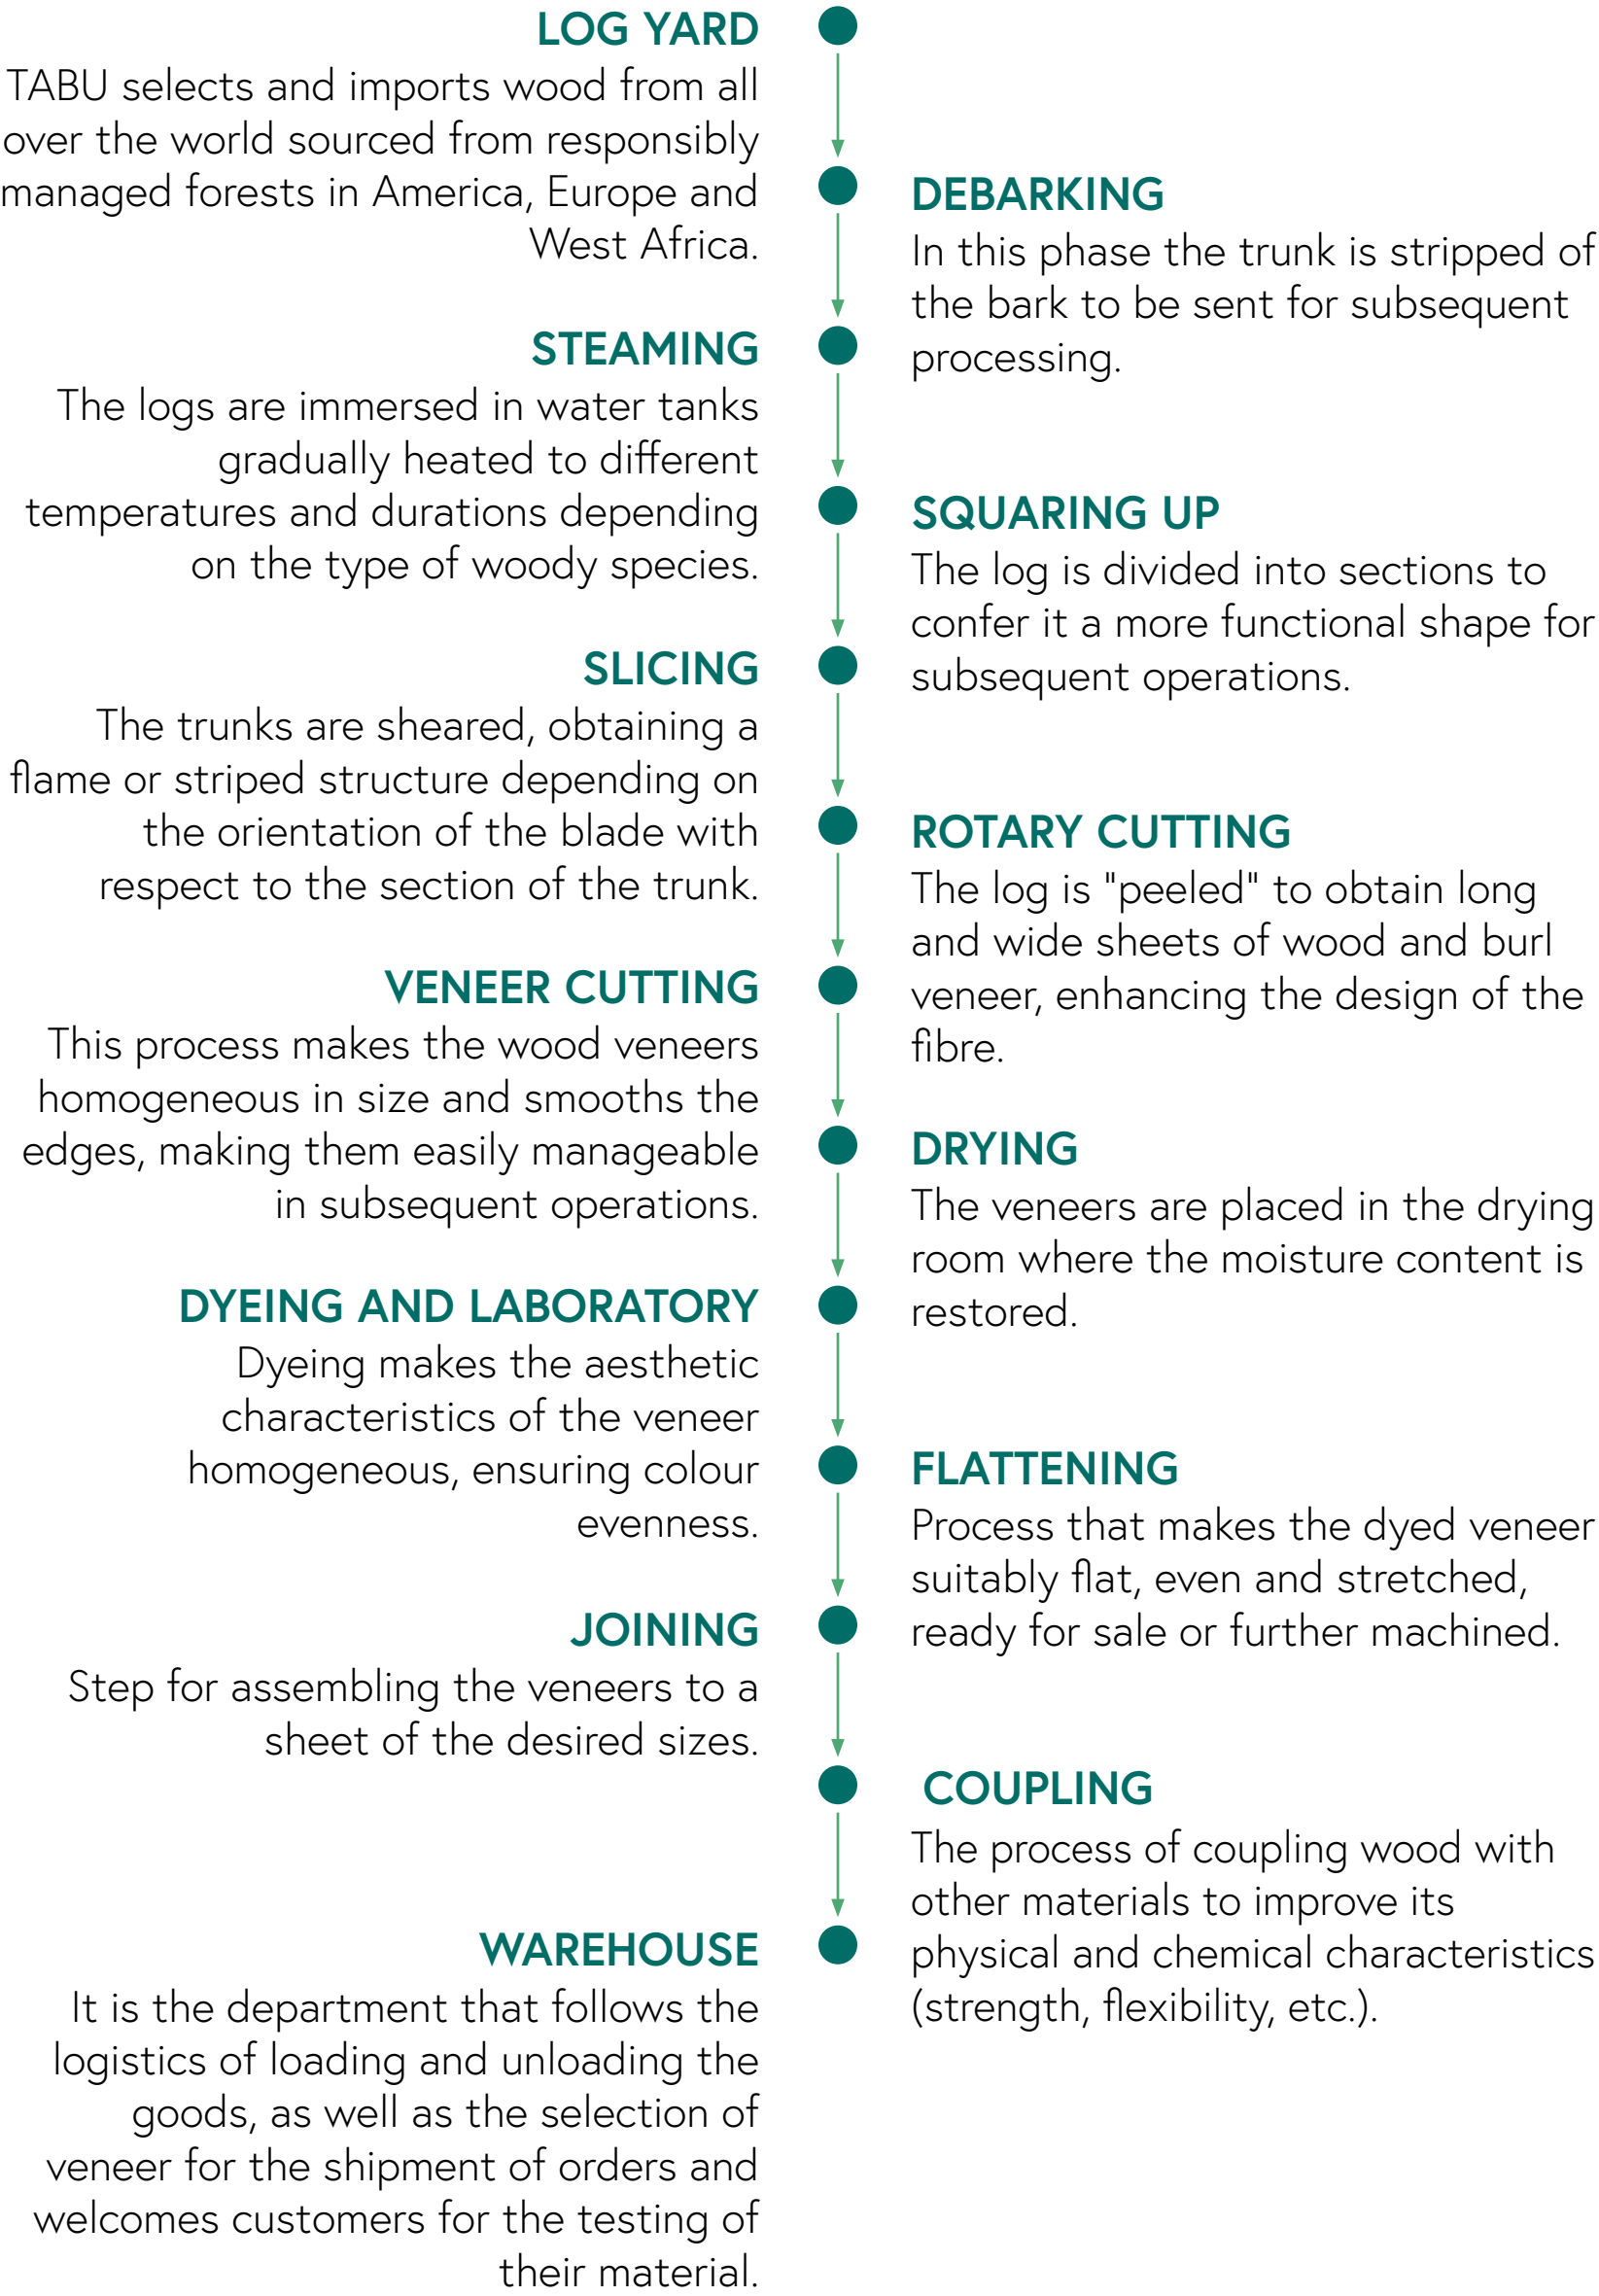 LOG YARD
TABU selects and imports wood from all
over the world sourced from responsibly
managed forests in America, Europe and
West Africa.
DEBARKING
In this phase the trunk is stripped of
the bark to be sent for subsequent
processing.
STEAMING
The logs are immersed in water tanks
gradually heated to different
temperatures and durations depending
on the type of woody species.
SQUARING UP
The log is divided into sections to
confer it a more functional shape for
subsequent operations.
SLICING
The trunks are sheared, obtaining a
flame or striped structure depending on
the orientation of the blade with
respect to the section of the trunk.
ROTARY CUTTING
The log is "peeled" to obtain long
and wide sheets of wood and burl
veneer, enhancing the design of the
fibre.
VENEER CUTTING
This process makes the wood veneers
homogeneous in size and smooths the
edges, making them easily manageable
in subsequent operations.
DRYING
The veneers are placed in the drying
room where the moisture content is
restored.
DYEING AND LABORATORY
Dyeing makes the aesthetic
characteristics of the veneer
homogeneous, ensuring colour
evenness.
FLATTENING
Process that makes the dyed veneer
suitably flat, even and stretched,
ready for sale or further machined.
JOINING
Step for assembling the veneers to a
sheet of the desired sizes.
COUPLING
The process of coupling wood with
other materials to improve its
physical and chemical characteristics
(strength, flexibility, etc.).
WAREHOUSE
It is the department that follows the
logistics of loading and unloading the
goods, as well as the selection of
veneer for the shipment of orders and
welcomes customers for the testing of
their material.